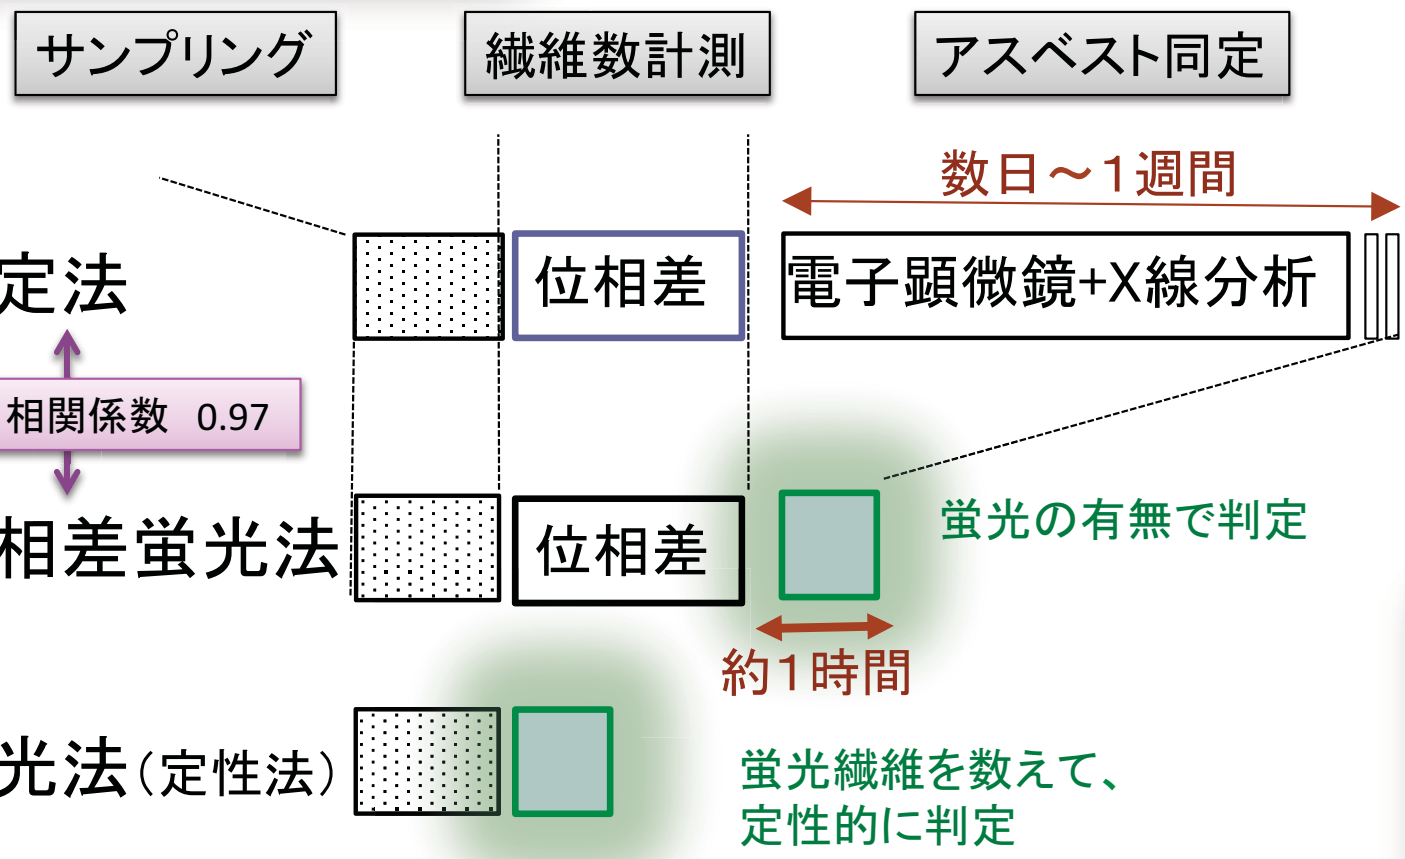 サンプリング
繊維数計測
アスベスト同定
数日～1週間
定法
位相差
電子顕微鏡+X線分析
相関係数 0.97
相差蛍光法
位相差
蛍光の有無で判定
約1時間
光法(定性法)
蛍光繊維を数えて、
定性的に判定